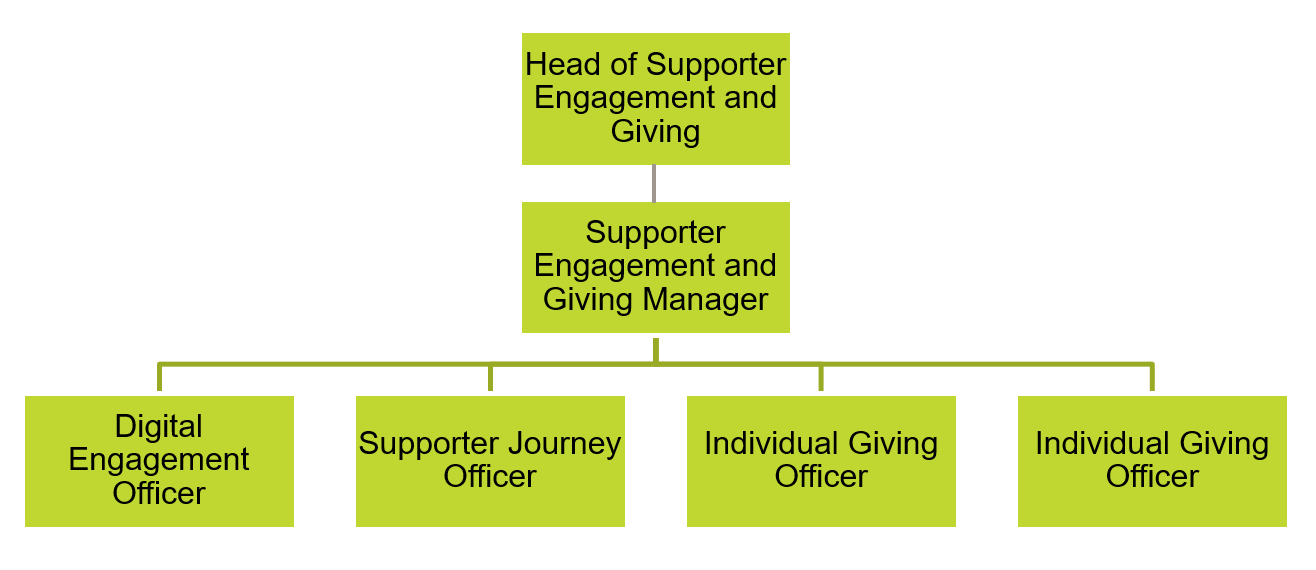 Head of Supporter
Engagement and
Giving
Supporter
Engagement and
Giving Manager
Digital
Engagement
Officer
Supporter Journey
Officer
Individual Giving
Officer
Individual Giving
Officer